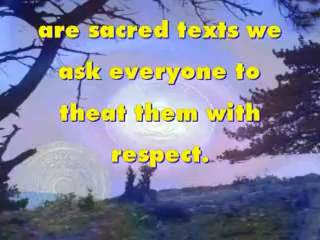 are sacred texts we
ask everyone to
theat them with
respect.